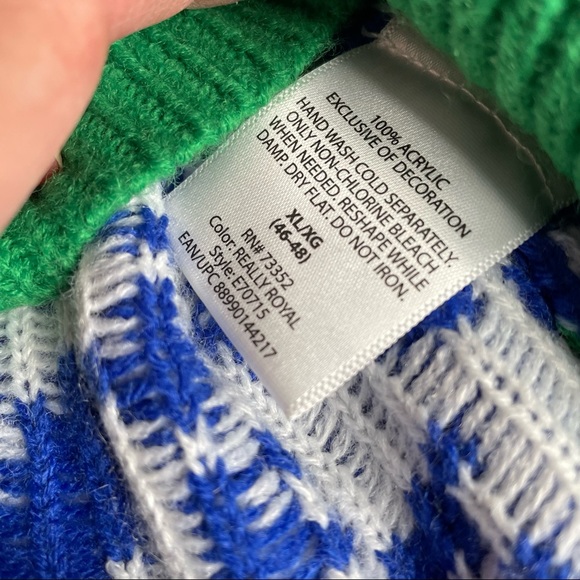 100% ACRYLIC
EXCLUSIVE OF DECORATION
HAND WASH COLD SEPARATELY.
ONLY NON-CHLORINE BLEACH
WHEN NEEDED. RESHAPE WHILE
DAMP. DRY FLAT. DO NOT IRON.
XL/XG
(46-48)
RN# 73352
Color: REALLY ROYAL
Style: E70715
EAN/UPC 88990144217